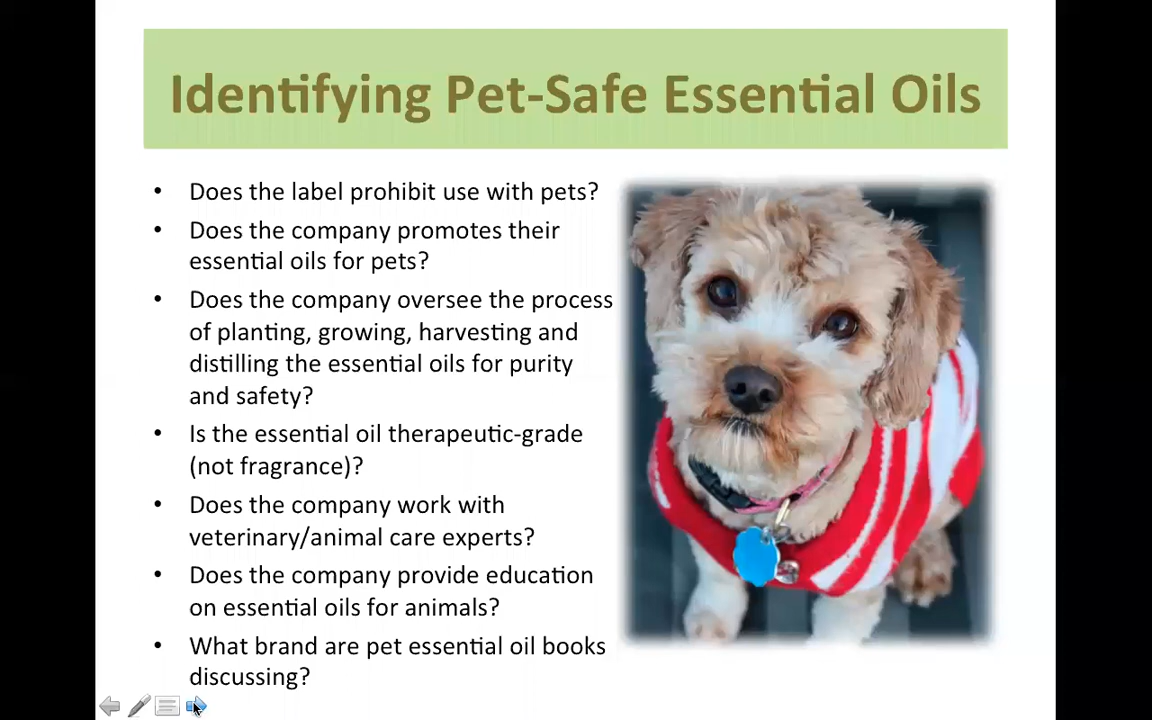 Identifying Pet-Safe Essential Oils
• Does the label prohibit use with pets?
• Does the company promotes their
essential oils for pets?
• Does the company oversee the process
of planting, growing, harvesting and
distilling the essential oils for purity
and safety?
• Is the essential oil therapeutic-grade
(not fragrance)?
• Does the company work with
veterinary/animal care experts?
• Does the company provide education
on essential oils for animals?
• What brand are pet essential oil books
discussing?